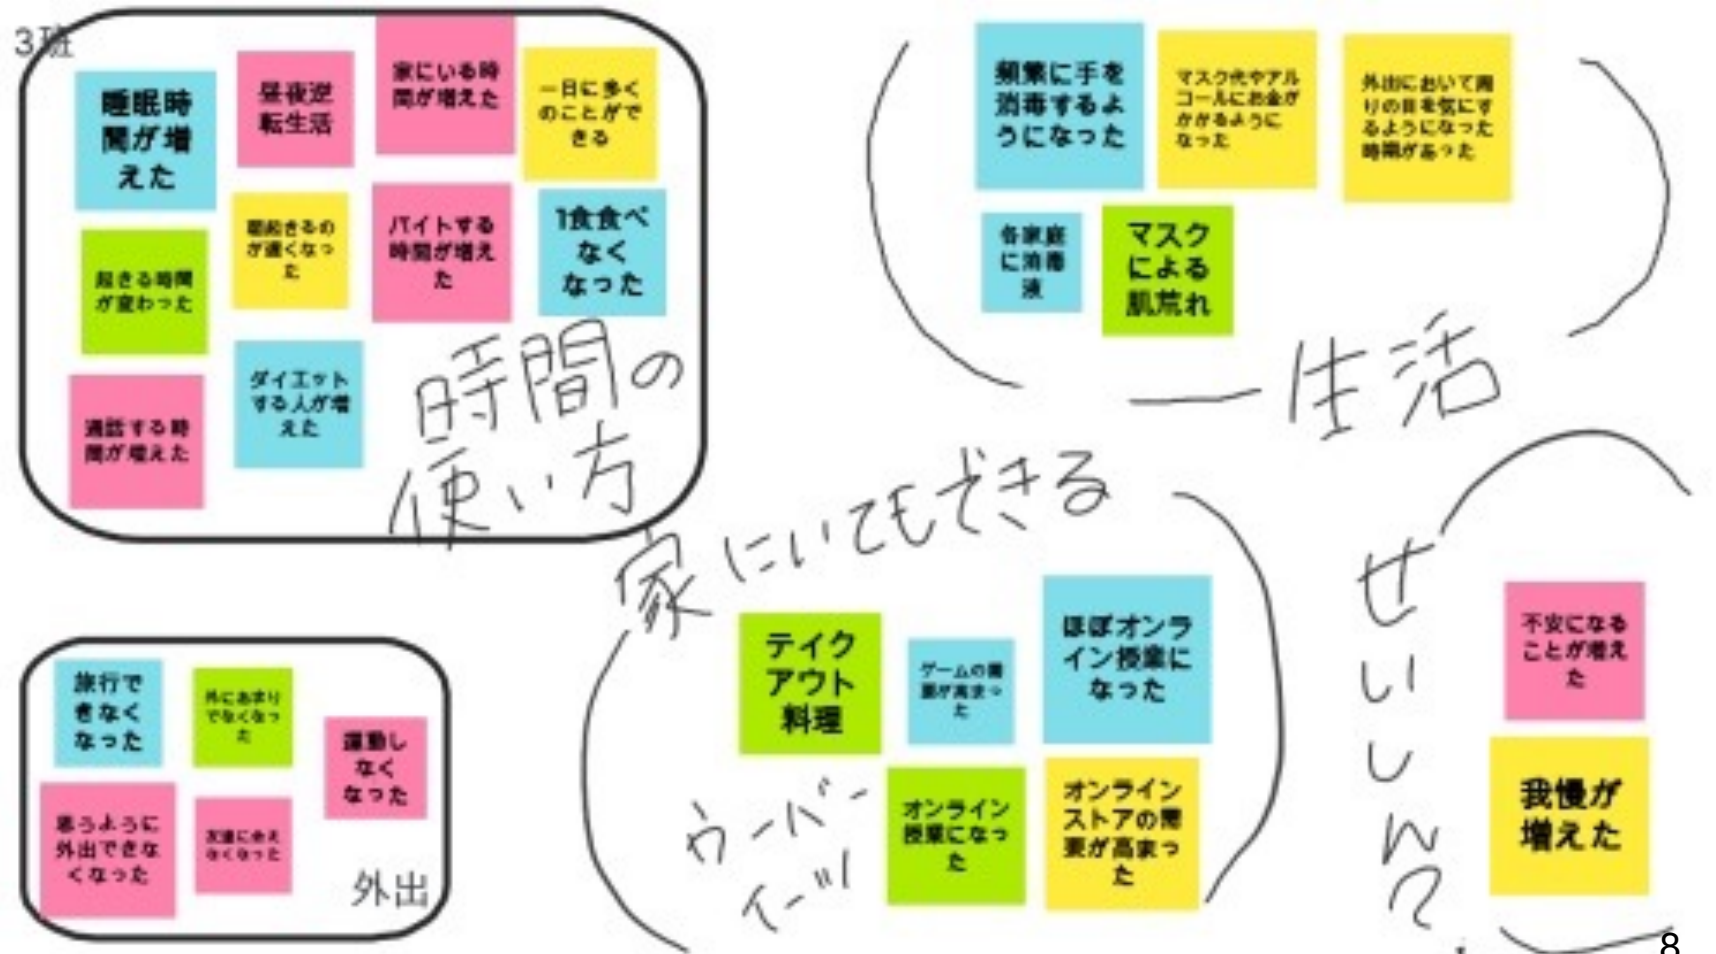 3班
睡眠時
間が増
えた
昼夜逆
転生活
家にいる時
間が増えた
一日に多く
のことがで
きる
起きる時間
が変わった
朝起きるの
が遅くなっ
た
バイトする
時間が増え
た
1食食べ
なく
なった
通話する時
間が増えた
ダイエット
する人が増
えた
時間の
使い方
頻繁に手を
消毒するよ
うになった
マスク代やアル
コールにお金が
かかるように
なった
外出において周
りの目を気にす
るようになった
時期があった
各家庭
に消毒
液
マスク
による
肌荒れ
生活
旅行で
きなく
なった
外にあまり
でなくなっ
た
運動し
なく
なった
思うように
外出できな
くなった
友達に会え
なくなった
外出
家にいてもできる
テイク
アウト
料理
ゲームの需
要が高まっ
た
ほぼオンラ
イン授業に
なった
ウーバー
イーツ
オンライン
授業になっ
た
オンライン
ストアの需
要が高まっ
た
せいしん?
不安になる
ことが増え
た
我慢が
増えた
8